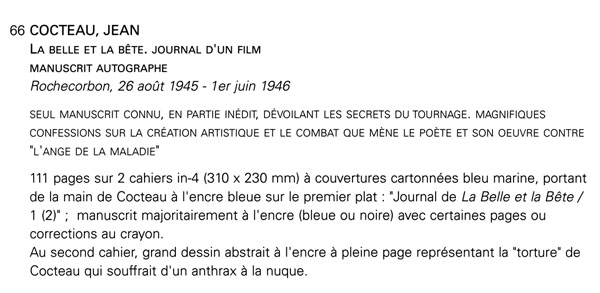 66 COCTEAU, JEAN
LA BELLE ET LA BÊTE. JOURNAL D'UN FILM
MANUSCRIT AUTOGRAPHE
Rochecorbon, 26 août 1945 - 1er juin 1946
SEUL MANUSCRIT CONNU, EN PARTIE INÉDIT, DÉVOILANT LES SECRETS DU TOURNAGE. MAGNIFIQUES
CONFESSIONS SUR LA CRÉATION ARTISTIQUE ET LE COMBAT QUE MÈNE LE POÈTE ET SON OEUVRE CONTRE
"L'ANGE DE LA MALADIE"
111 pages sur 2 cahiers in-4 (310 x 230 mm) à couvertures cartonnées bleu marine, portant
de la main de Cocteau à l'encre bleue sur le premier plat : "Journal de La Belle et la Bête /
1 (2)" ; manuscrit majoritairement à l'encre (bleue ou noire) avec certaines pages ou
corrections au crayon.
Au second cahier, grand dessin abstrait à l'encre à pleine page représentant la "torture" de
Cocteau qui souffrait d'un anthrax à la nuque.